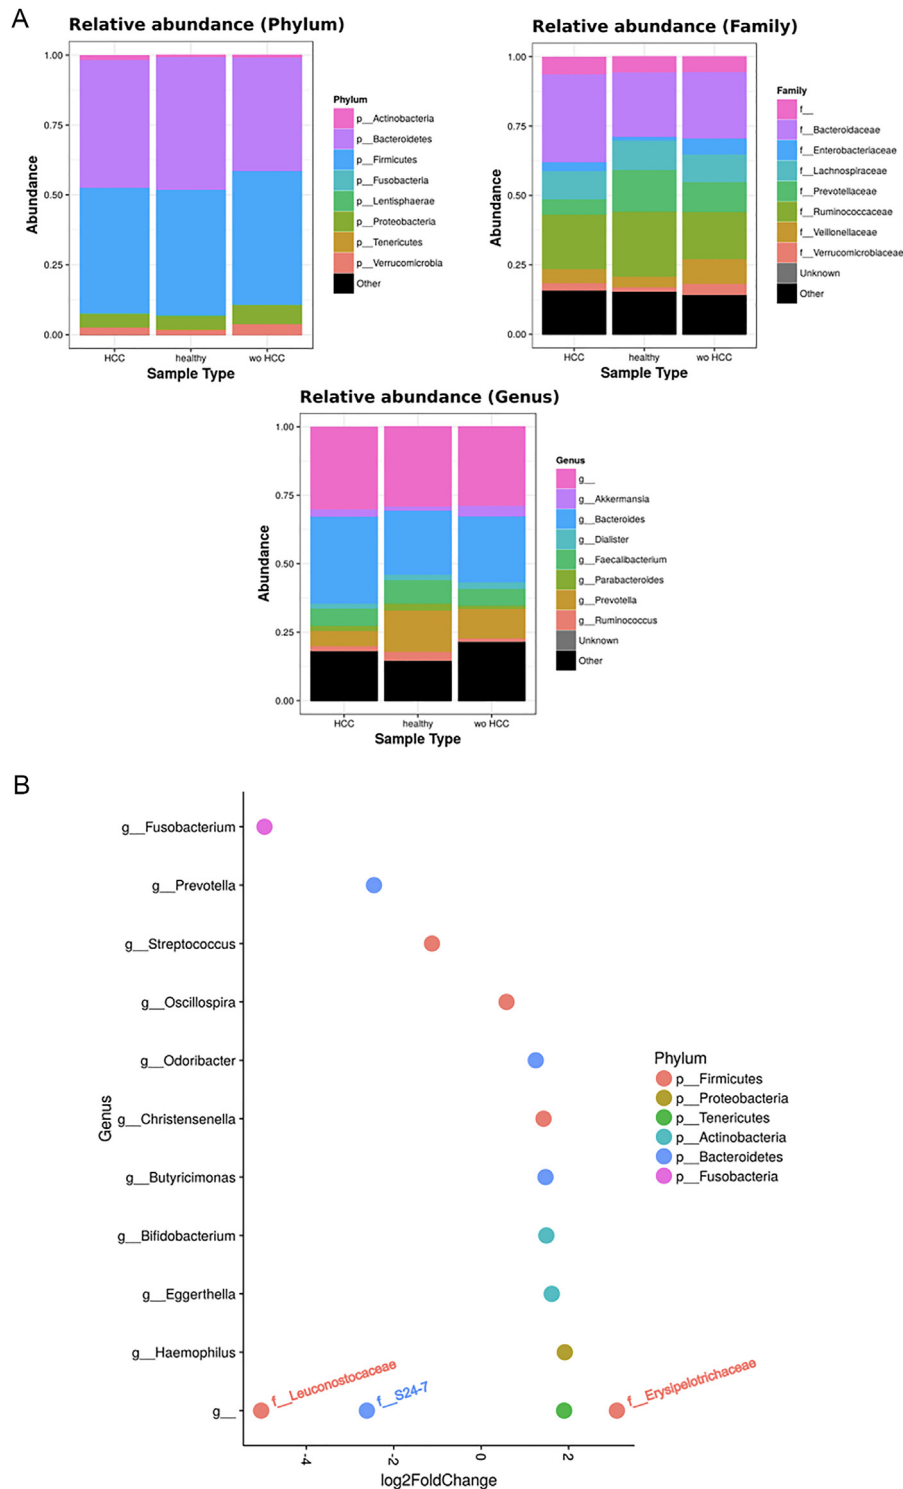 A
Relative abundance (Phylum)
Abundance
1.00
0.75
0.50
0.25
0.00
HCC healthy wo HCC
Sample Type
Phylum
p__Actinobacteria
p__Bacteroidetes
p__Firmicutes
p__Fusobacteria
p__Lentisphaerae
p__Proteobacteria
p__Tenericutes
p__Verrucomicrobia
Other
Relative abundance (Family)
Abundance
1.00
0.75
0.50
0.25
0.00
HCC healthy wo HCC
Sample Type
Family
f__
f__Bacteroidaceae
f__Enterobacteriaceae
f__Lachnospiraceae
f__Prevotellaceae
f__Ruminococcaceae
f__Veillonellaceae
f__Verrucomicrobiaceae
Unknown
Other
Relative abundance (Genus)
Abundance
1.00
0.75
0.50
0.25
0.00
HCC healthy wo HCC
Sample Type
Genus
g__
g__Akkermansia
g__Bacteroides
g__Dialister
g__Faecalibacterium
g__Parabacteroides
g__Prevotella
g__Ruminococcus
Unknown
Other
B
Genus
g__Fusobacterium
g__Prevotella
g__Streptococcus
g__Oscillospira
g__Odoribacter
g__Christensenella
g__Butyricimonas
g__Bifidobacterium
g__Eggerthella
g__Haemophilus
g__
f__Leuconostocaceae
f__S24-7
f__Erysipelotrichaceae
-4 -2 0 2
log2FoldChange
Phylum
p__Firmicutes
p__Proteobacteria
p__Tenericutes
p__Actinobacteria
p__Bacteroidetes
p__Fusobacteria